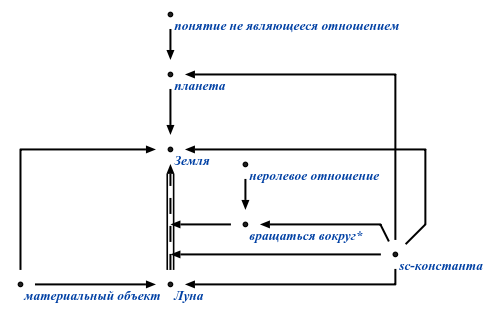 понятие не являющееся отношением
планета
Земля
неролевое отношение
вращаться вокруг*
sc-константа
материальный объект
Луна